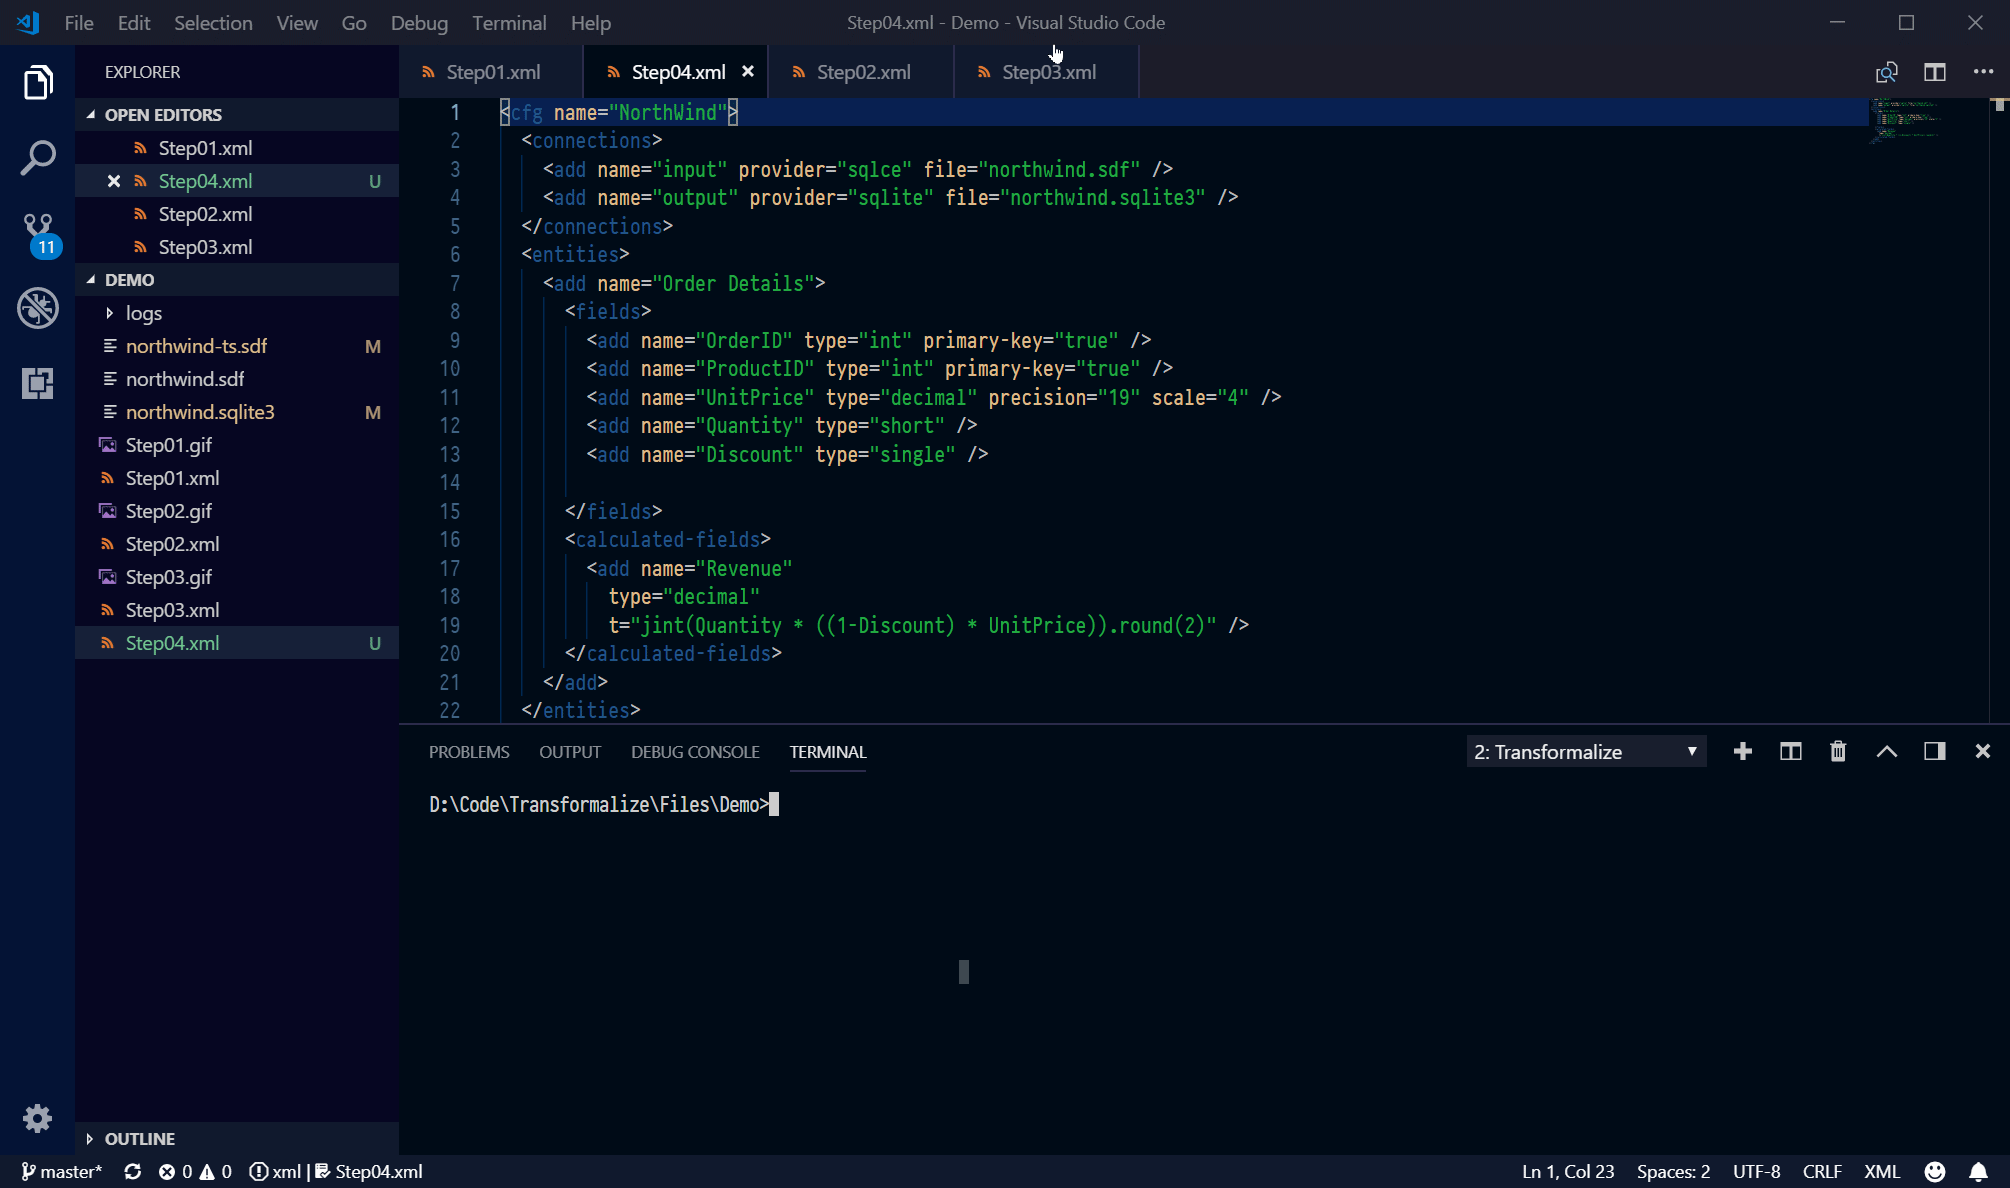 File Edit Selection View Go Debug Terminal Help
Step04.xml - Demo - Visual Studio Code
EXPLORER
OPEN EDITORS
Step01.xml
Step04.xml U
Step02.xml
Step03.xml
11
DEMO
logs
northwind-ts.sdf M
northwind.sdf
northwind.sqlite3 M
Step01.gif
Step01.xml
Step02.gif
Step02.xml
Step03.gif
Step03.xml
Step04.xml U
OUTLINE
Step01.xml Step04.xml Step02.xml Step03.xml
1 <cfg name="NorthWind">
2 <connections>
3 <add name="input" provider="sqlce" file="northwind.sdf" />
4 <add name="output" provider="sqlite" file="northwind.sqlite3" />
5 </connections>
6 <entities>
7 <add name="Order Details">
8 <fields>
9 <add name="OrderID" type="int" primary-key="true" />
10 <add name="ProductID" type="int" primary-key="true" />
11 <add name="UnitPrice" type="decimal" precision="19" scale="4" />
12 <add name="Quantity" type="short" />
13 <add name="Discount" type="single" />
14
15 </fields>
16 <calculated-fields>
17 <add name="Revenue"
18 type="decimal"
19 t="jint(Quantity * ((1-Discount) * UnitPrice)).round(2)" />
20 </calculated-fields>
21 </add>
22 </entities>
PROBLEMS OUTPUT DEBUG CONSOLE TERMINAL
2: Transformalize
D:\Code\Transformalize\Files\Demo>
master* 0 0 xml | Step04.xml
Ln 1, Col 23 Spaces: 2 UTF-8 CRLF XML